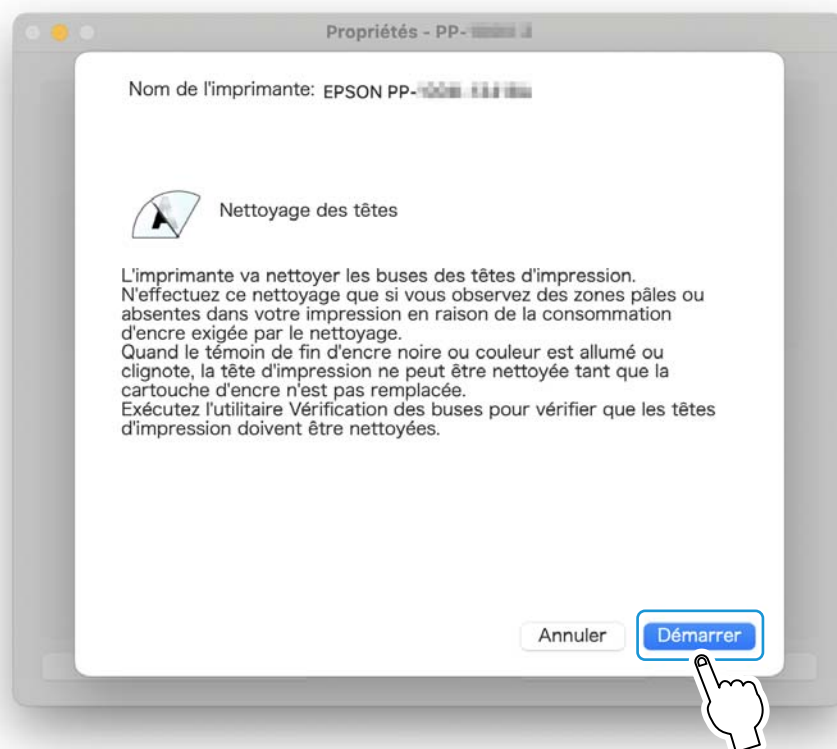 Propriétés - PP-
Nom de l'imprimante: EPSON PP-
Nettoyage des têtes
L'imprimante va nettoyer les buses des têtes d'impression.
N'effectuez ce nettoyage que si vous observez des zones pâles ou
absentes dans votre impression en raison de la consommation
d'encre exigée par le nettoyage.
Quand le témoin de fin d'encre noire ou couleur est allumé ou
clignote, la tête d'impression ne peut être nettoyée tant que la
cartouche d'encre n'est pas remplacée.
Exécutez l'utilitaire Vérification des buses pour vérifier que les têtes
d'impression doivent être nettoyées.
Annuler Démarrer